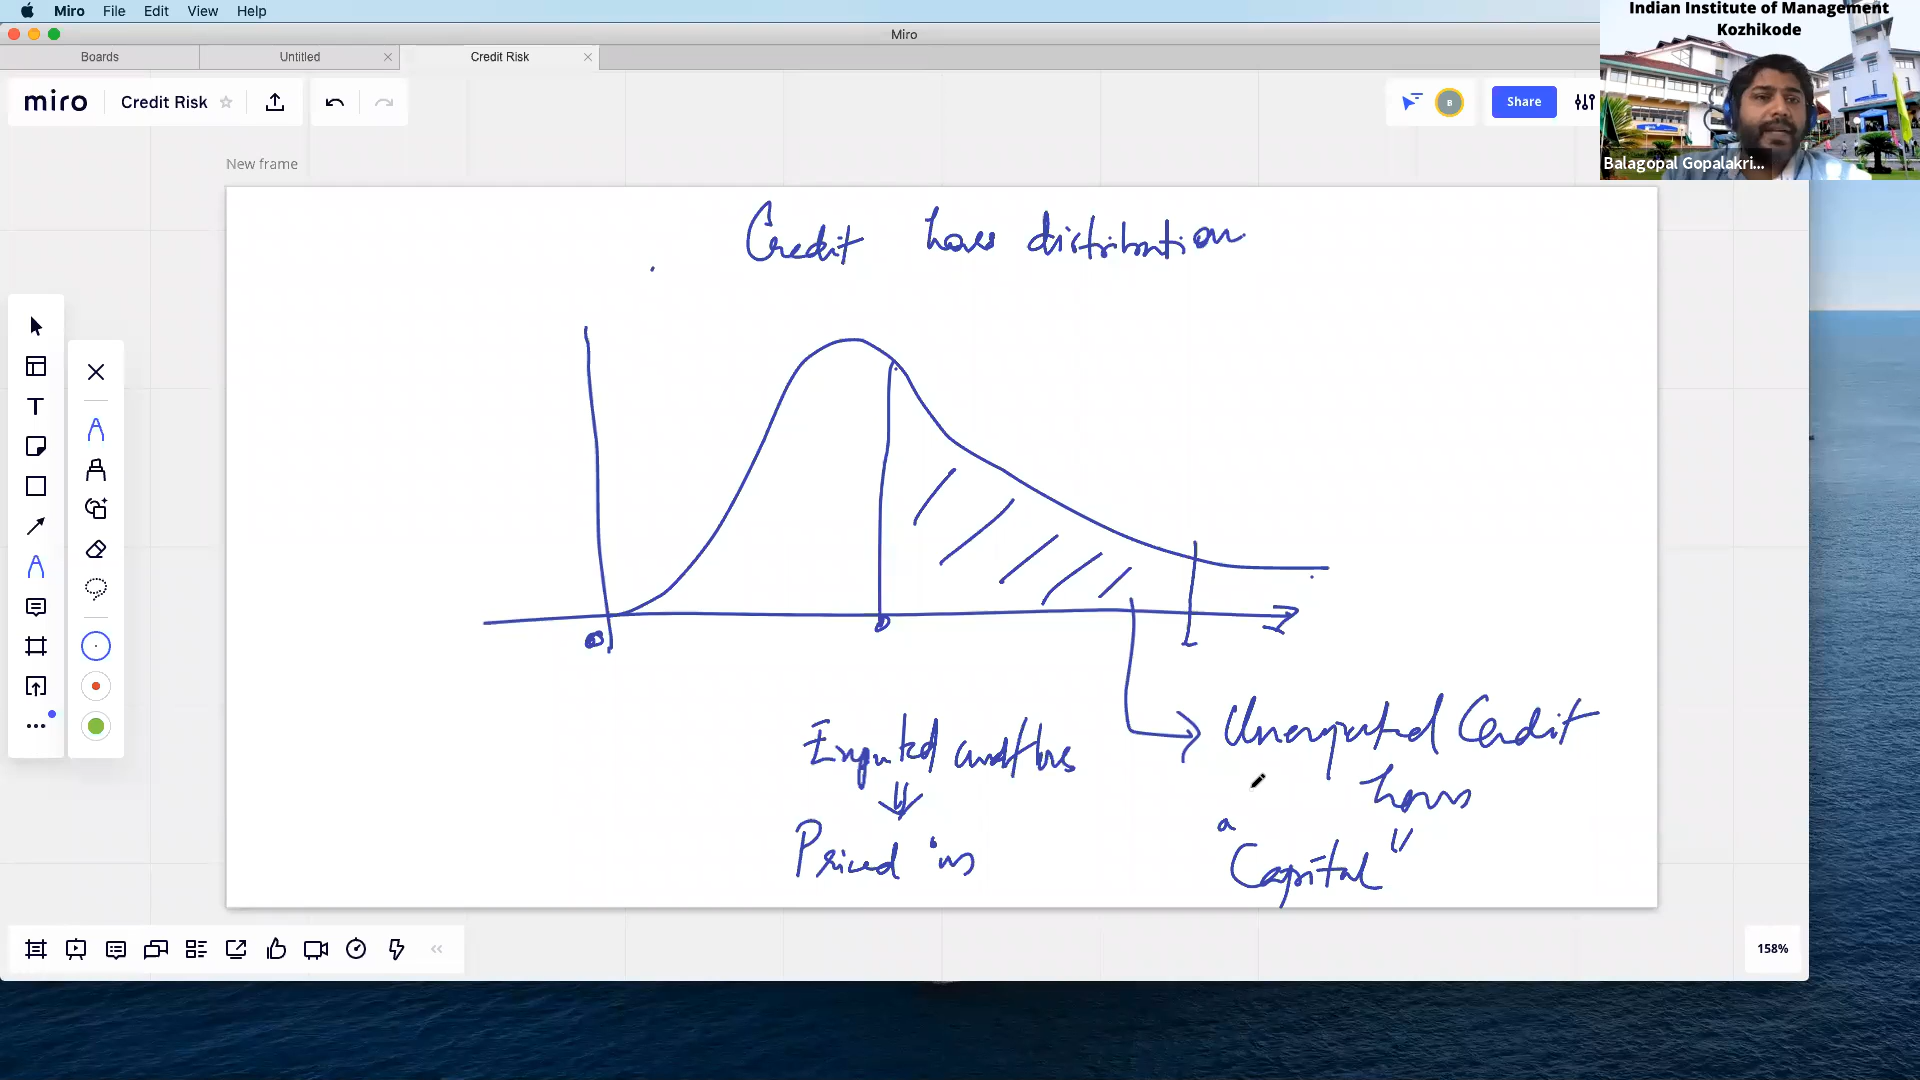 Miro File Edit View Help
Miro
Boards Untitled Credit Risk
miro Credit Risk
B Share
Indian Institute of Management
Kozhikode
Balagopal Gopalakri...
New frame
Credit loss distribution
0
Expected credit loss
Priced in
Unexpected Credit
loss
"Capital"
158%